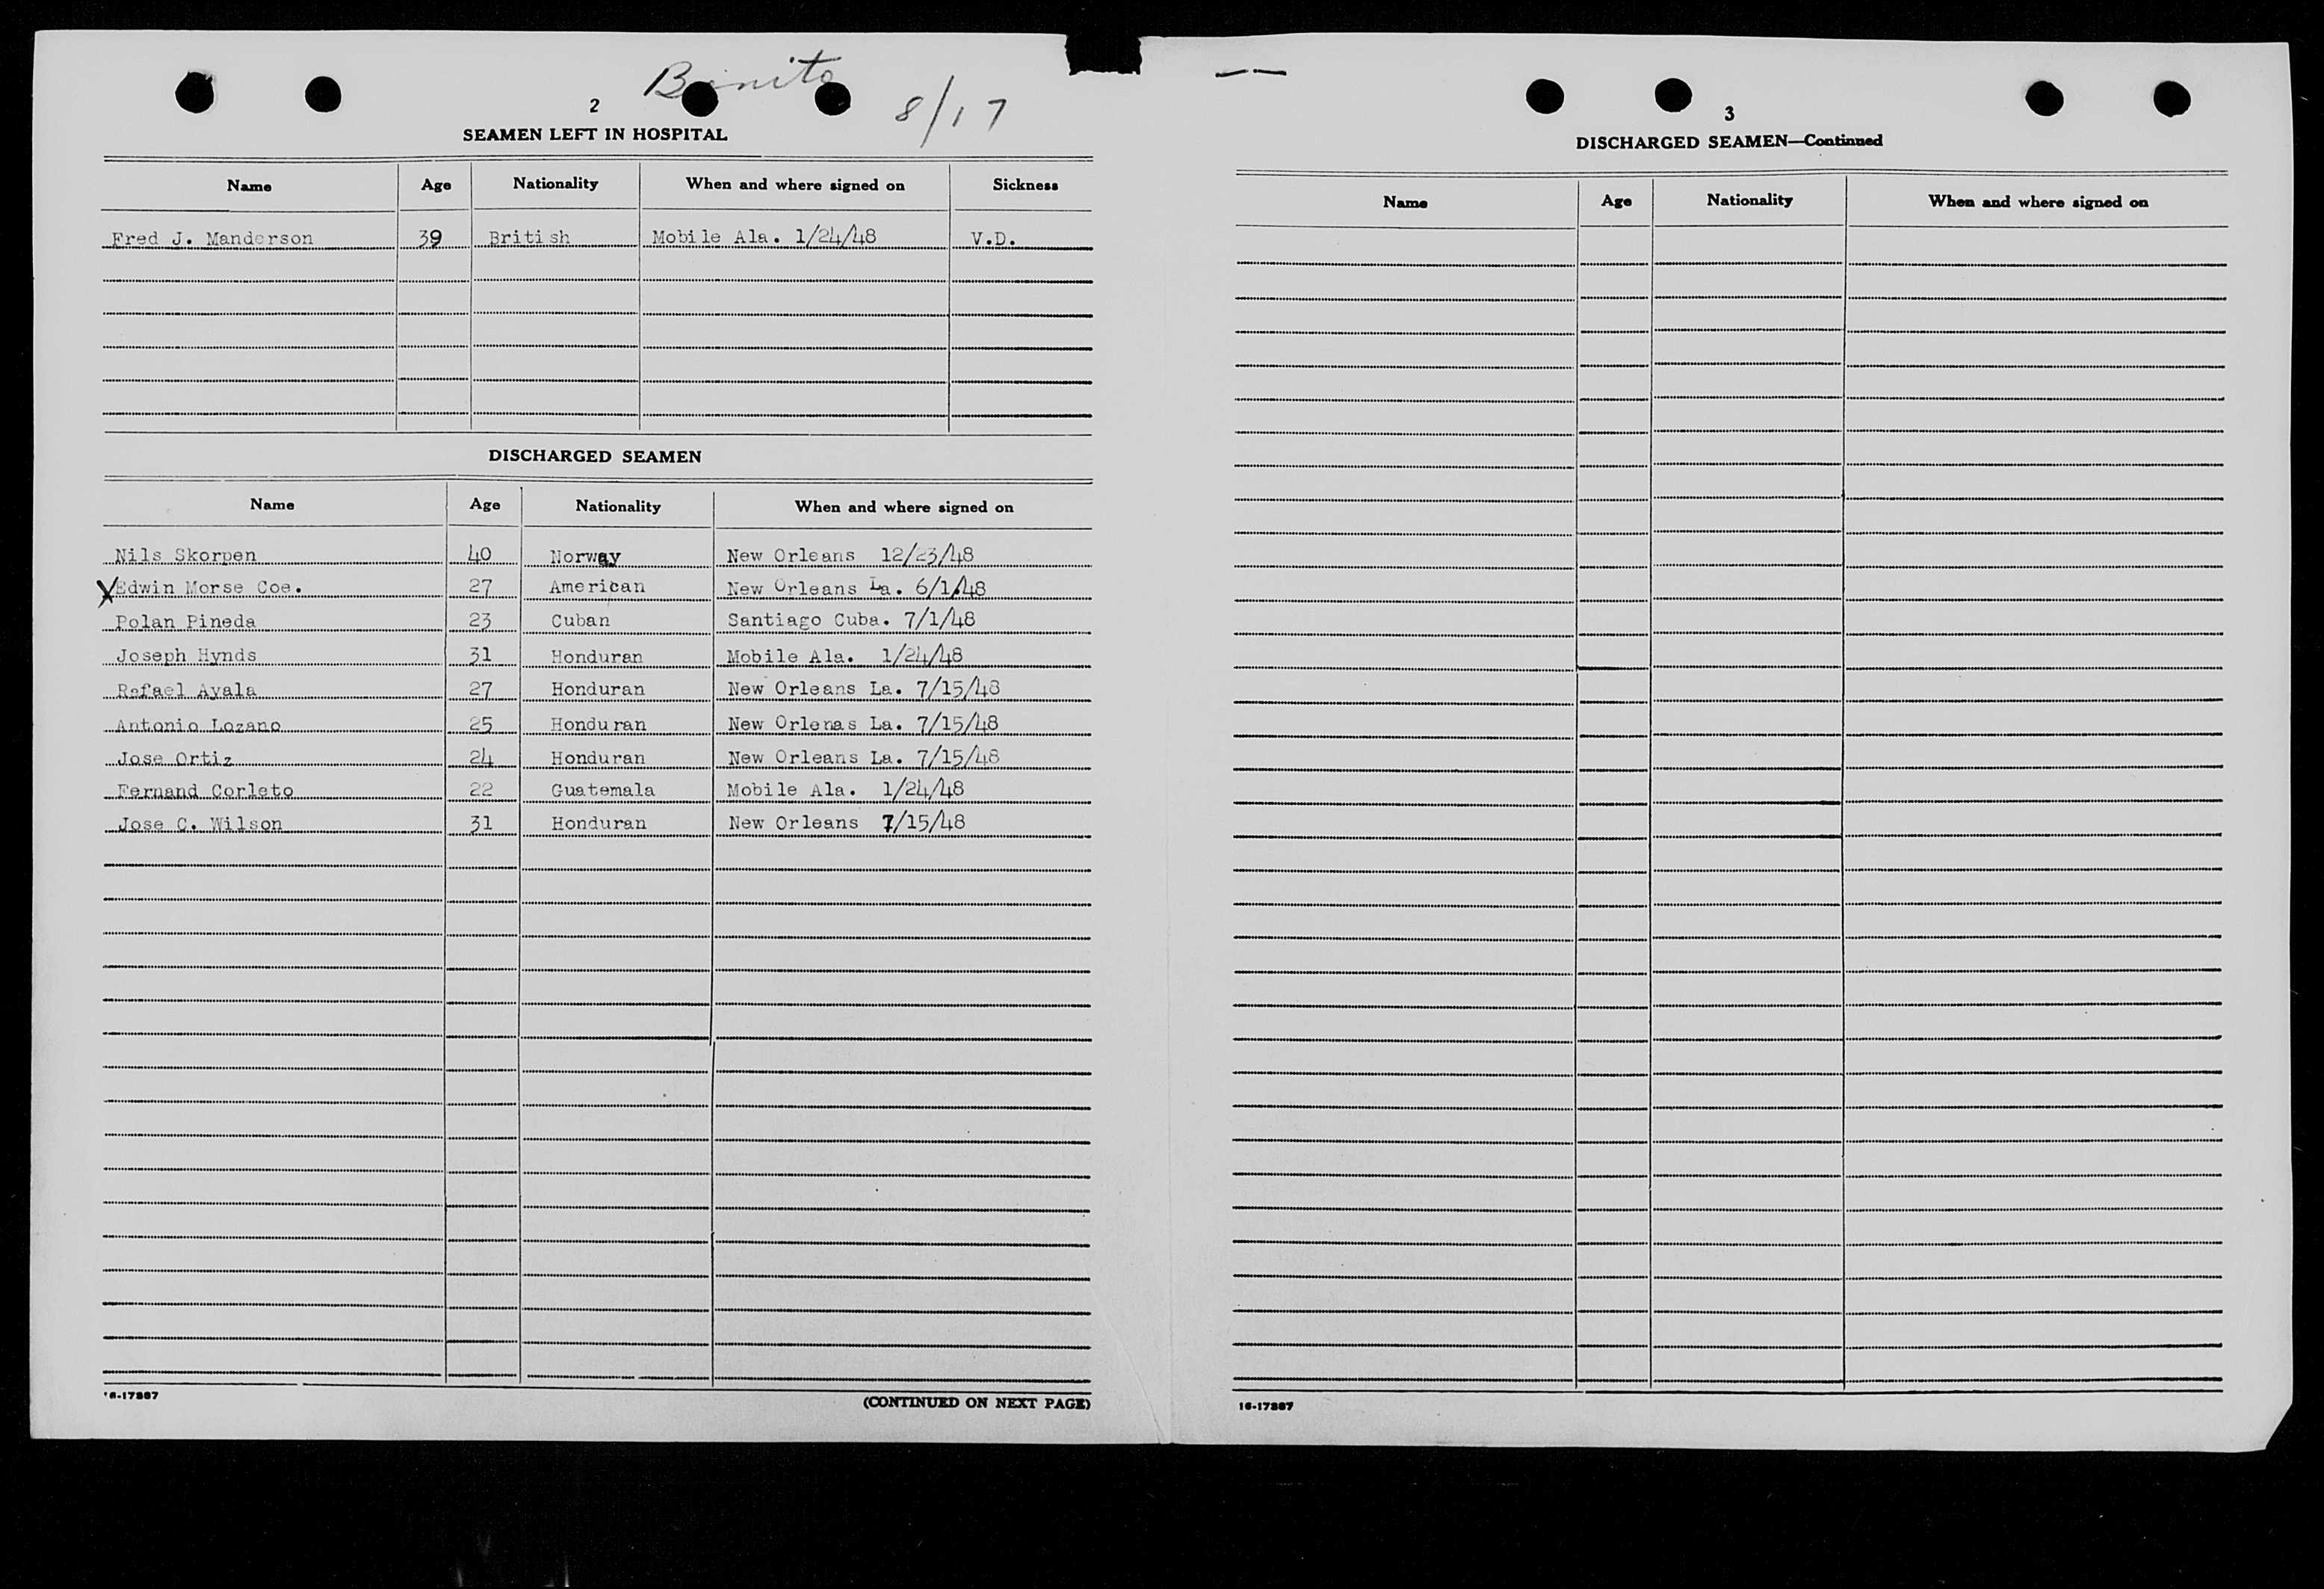 2
8/17
SEAMEN LEFT IN HOSPITAL
Name Age Nationality When and where signed on Sickness
Fred J. Manderson 39 British Mobile Ala. 1/24/48 V.D.
DISCHARGED SEAMEN
Name Age Nationality When and where signed on
Nils Skorpen 40 Norway New Orleans 12/23/48
X Edwin Morse Coe. 27 American New Orleans La. 6/1/48
Polan Pineda 23 Cuban Santiago Cuba. 7/1/48
Joseph Hynds 31 Honduran Mobile Ala. 1/24/48
Rafael Ayala 27 Honduran New Orleans La. 7/15/48
Antonio Lozano 25 Honduran New Orlenas La. 7/15/48
Jose Ortiz 24 Honduran New Orleans La. 7/15/48
Fernand Corleto 22 Guatemala Mobile Ala. 1/24/48
Jose C. Wilson 31 Honduran New Orleans 7/15/48
16-17887
(CONTINUED ON NEXT PAGE)
3
DISCHARGED SEAMEN—Continued
Name Age Nationality When and where signed on
16-17887